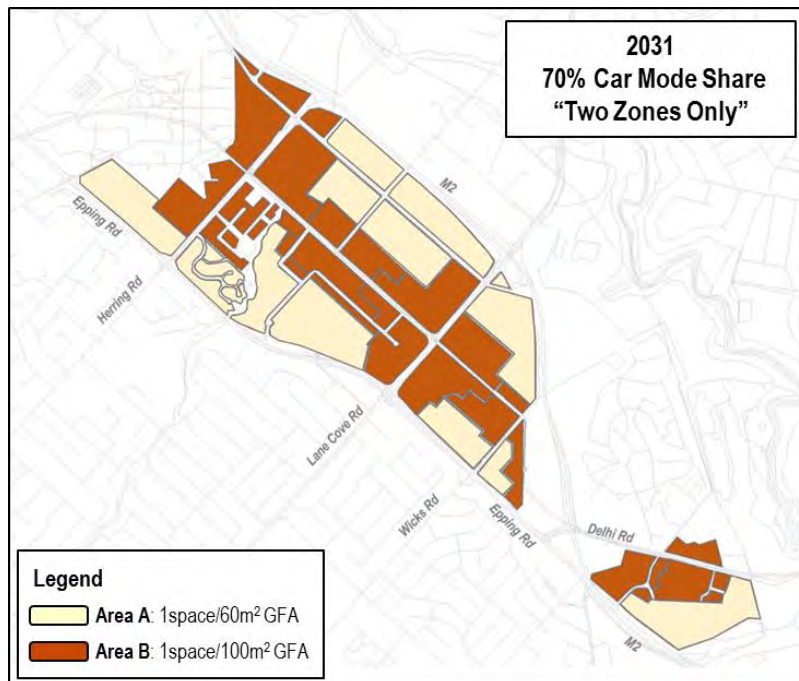 2031
70% Car Mode Share
“Two Zones Only”
M2
Epping Rd
Herring Rd
Lane Cove Rd
Wicks Rd
Epping Rd
Delhi Rd
M2
Legend
Area A: 1space/60m² GFA
Area B: 1space/100m² GFA